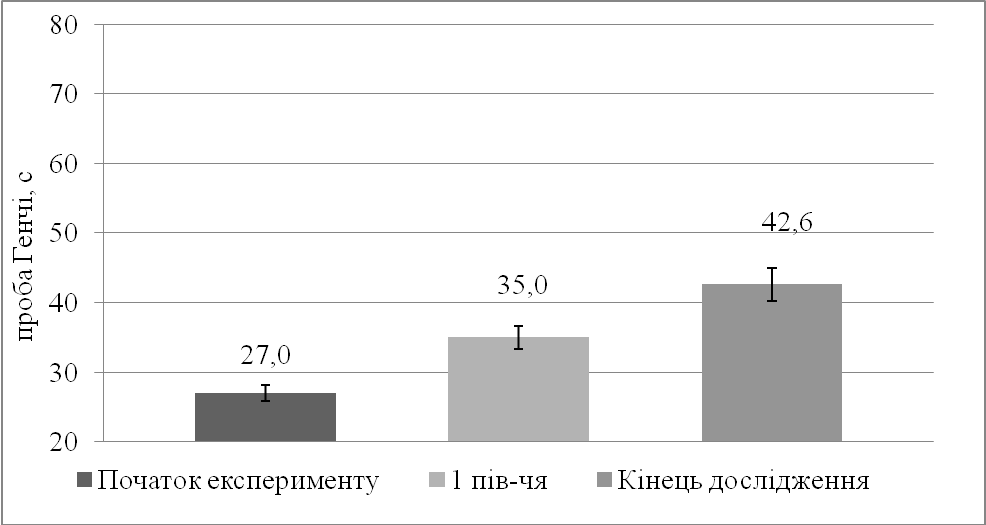 80
70
60
50
40
30
20
проба Генчі, с
27,0
35,0
42,6
Початок експерименту
1 пів-чя
Кінець дослідження